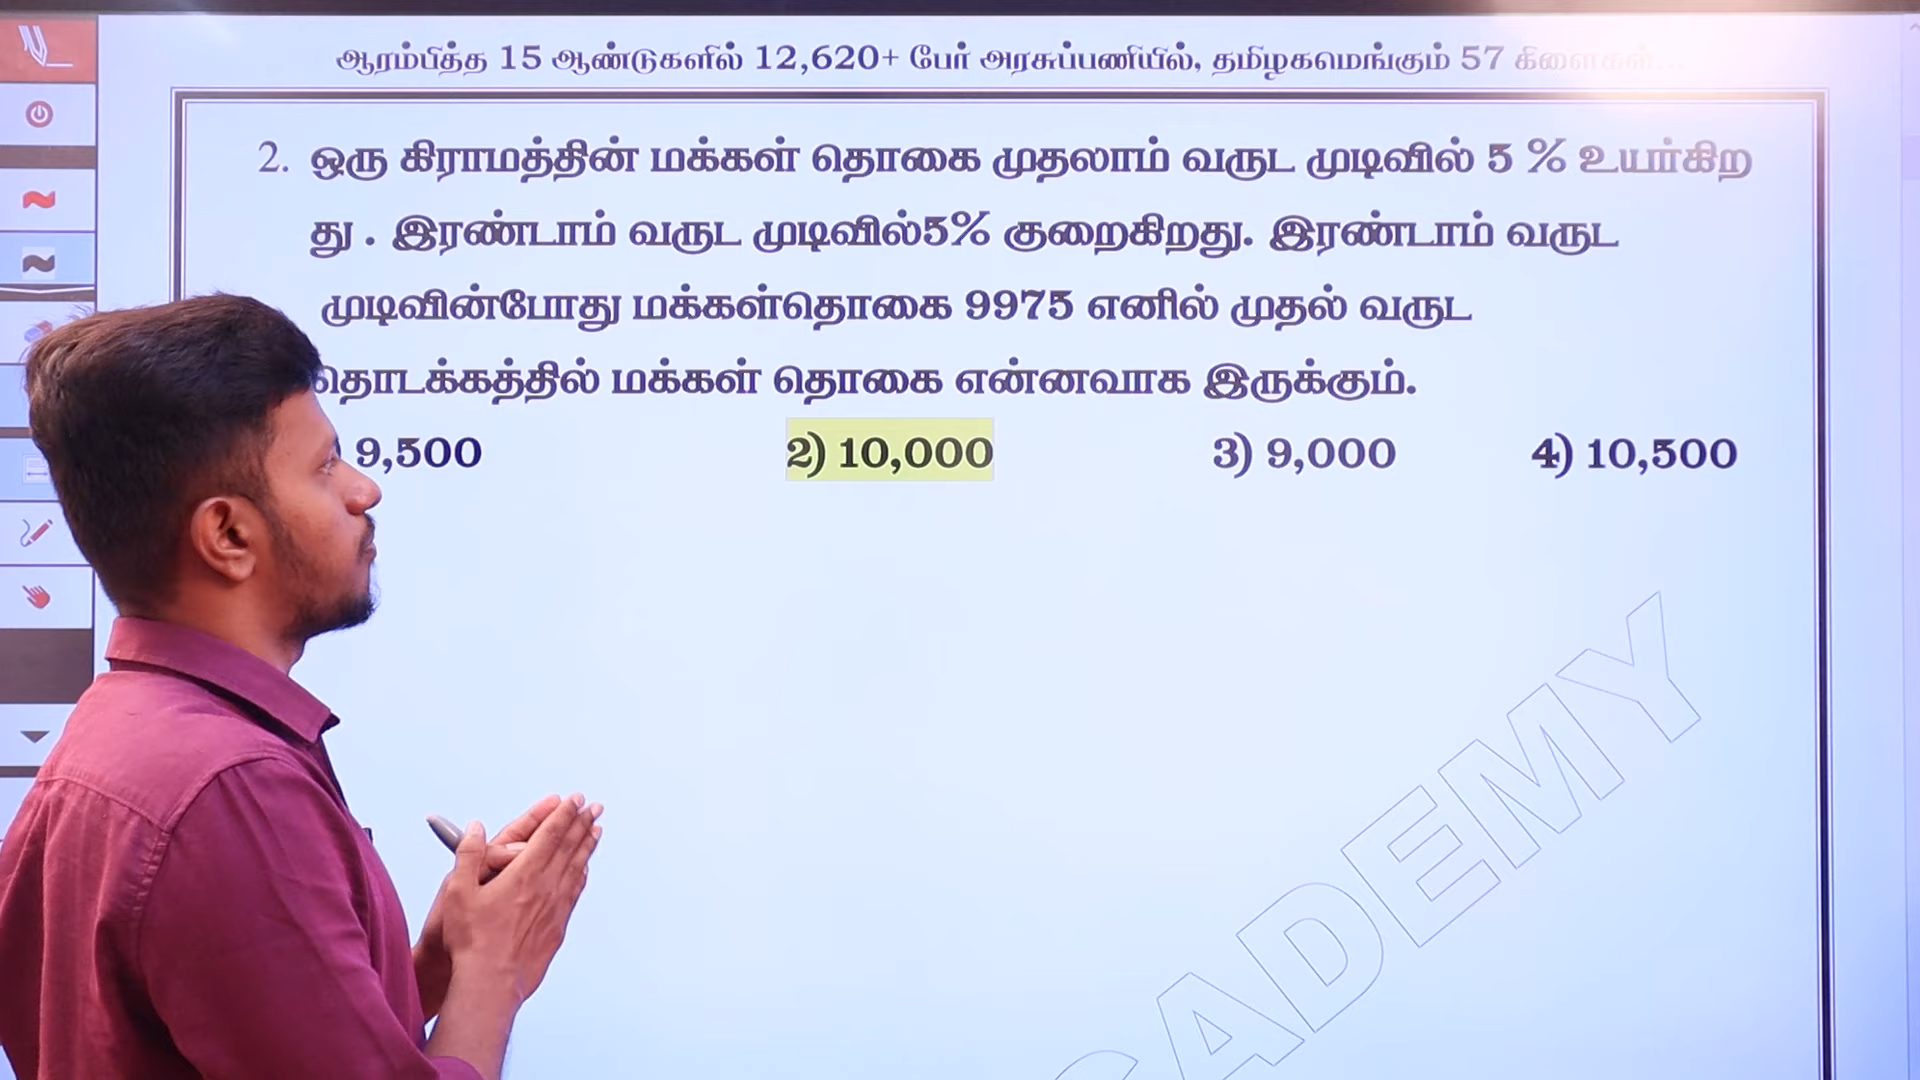 ஆரம்பித்த 15 ஆண்டுகளில் 12,620+ பேர் அரசுப்பணியில், தமிழகமெங்கும் 57 கிளைகள்...
2. ஒரு கிராமத்தின் மக்கள் தொகை முதலாம் வருட முடிவில் 5 % உயர்கிற
து . இரண்டாம் வருட முடிவில்5% குறைகிறது. இரண்டாம் வருட
முடிவின்போது மக்கள்தொகை 9975 எனில் முதல் வருட
தொடக்கத்தில் மக்கள் தொகை என்னவாக இருக்கும்.
9,500 2) 10,000 3) 9,000 4) 10,500